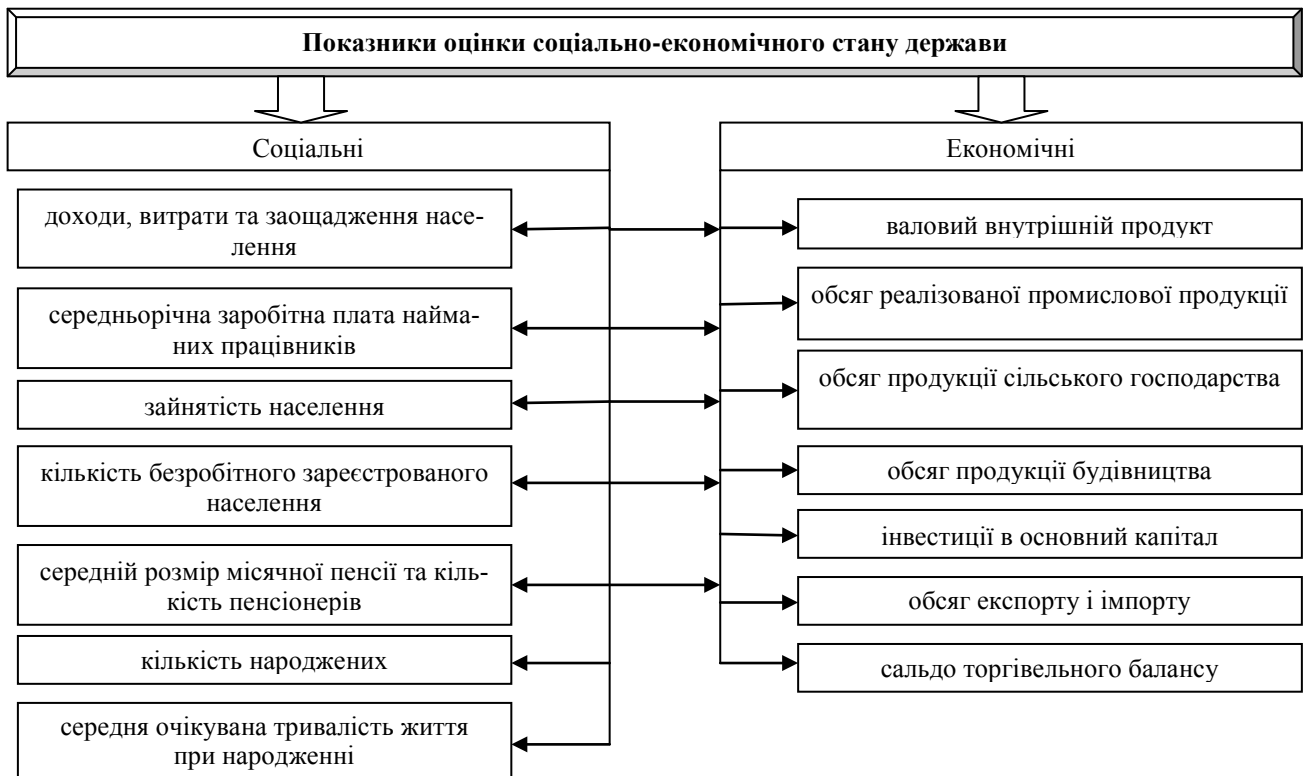 Показники оцінки соціально-економічного стану держави
Соціальні
доходи, витрати та заощадження насе-
лення
середньорічна заробітна плата найма-
них працівників
зайнятість населення
кількість безробітного зареєстрованого
населення
середній розмір місячної пенсії та кіль-
кість пенсіонерів
кількість народжених
середня очікувана тривалість життя
при народженні
Економічні
валовий внутрішній продукт
обсяг реалізованої промислової продукції
обсяг продукції сільського господарства
обсяг продукції будівництва
інвестиції в основний капітал
обсяг експорту і імпорту
сальдо торгівельного балансу